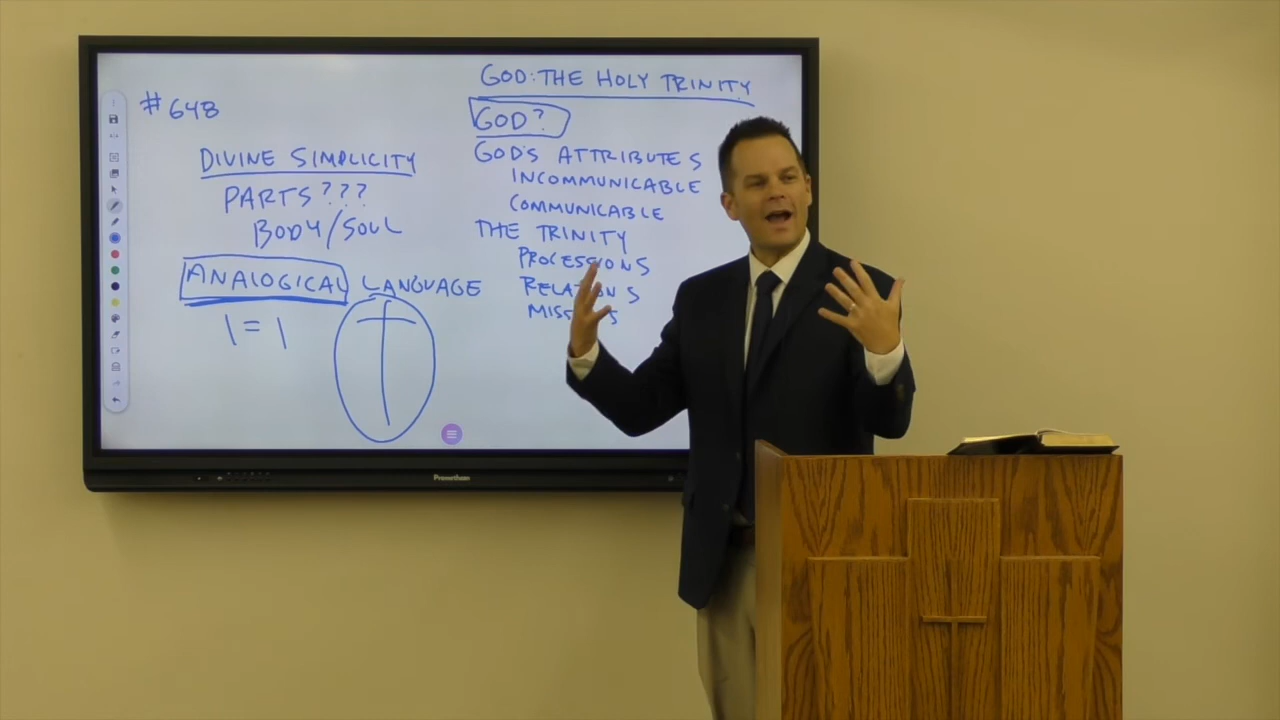 #648
DIVINE SIMPLICITY
PARTS???
BODY/SOUL
ANALOGICAL LANGUAGE
1=1
GOD: THE HOLY TRINITY
GOD?
GOD'S ATTRIBUTES
INCOMMUNICABLE
COMMUNICABLE
THE TRINITY
PROCESSIONS
RELATIONS
Promethean